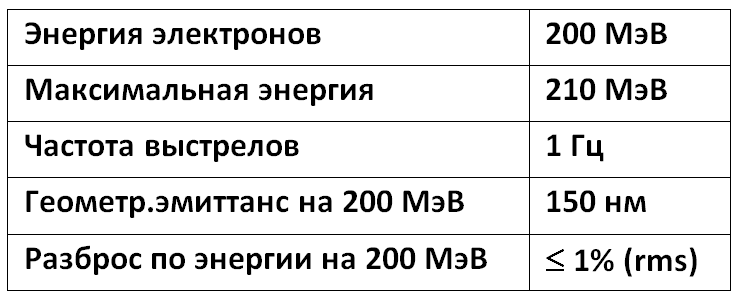 Энергия электронов 200 МэВ
Максимальная энергия 210 МэВ
Частота выстрелов 1 Гц
Геометр.эмиттанс на 200 МэВ 150 нм
Разброс по энергии на 200 МэВ ≤ 1% (rms)